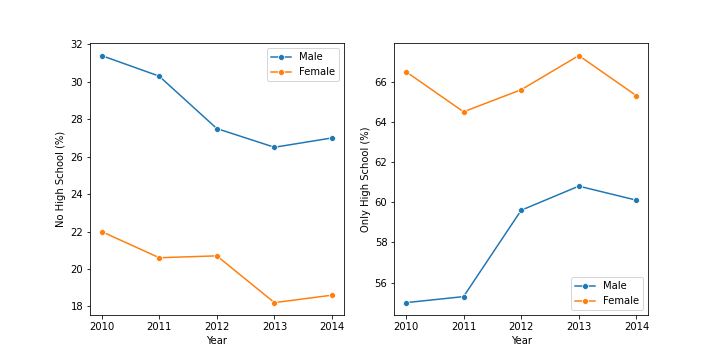 No High School (%)
32
30
28
26
24
22
20
18
2010 2011 2012 2013 2014
Year
Male
Female
Only High School (%)
66
64
62
60
58
56
2010 2011 2012 2013 2014
Year
Male
Female